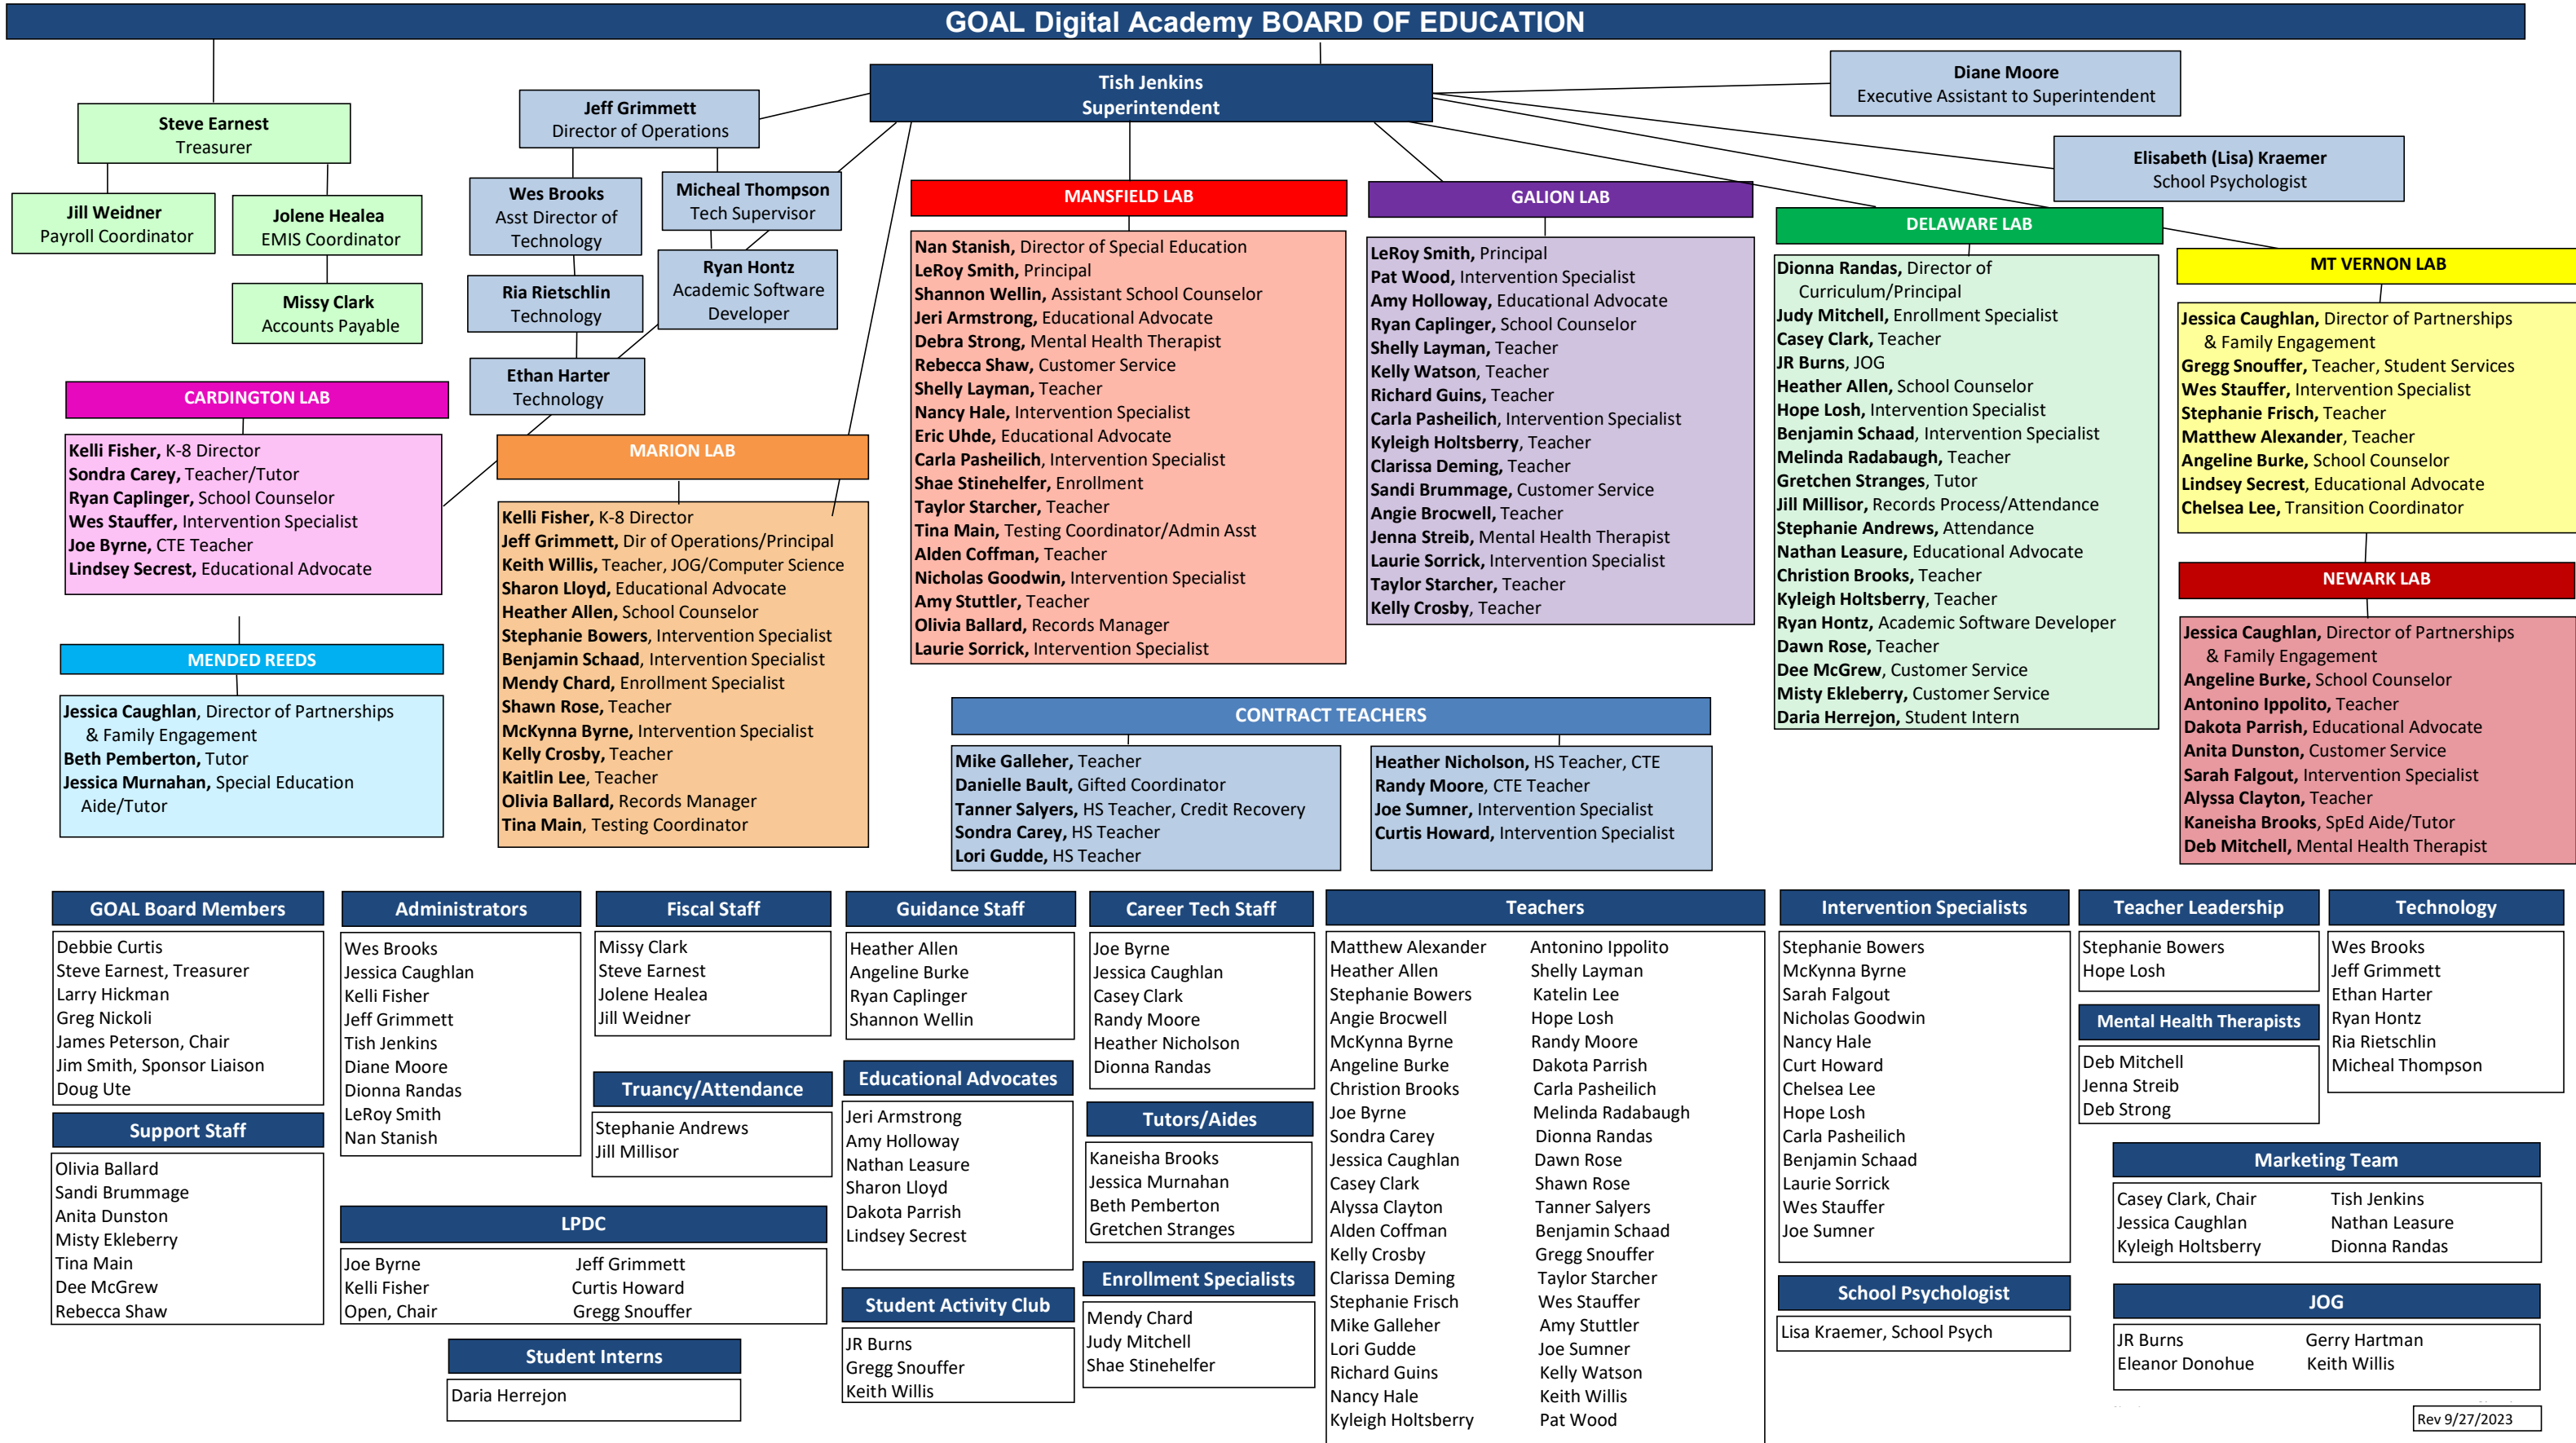 GOAL Digital Academy BOARD OF EDUCATION
Tish Jenkins
Superintendent
Diane Moore
Executive Assistant to Superintendent
Elisabeth (Lisa) Kraemer
School Psychologist
Steve Earnest
Treasurer
Jill Weidner
Payroll Coordinator
Jolene Healea
EMIS Coordinator
Missy Clark
Accounts Payable
Jeff Grimmett
Director of Operations
Wes Brooks
Asst Director of
Technology
Micheal Thompson
Tech Supervisor
Ria Rietschlin
Technology
Ryan Hontz
Academic Software
Developer
Ethan Harter
Technology
CARDINGTON LAB
Kelli Fisher, K-8 Director
Sondra Carey, Teacher/Tutor
Ryan Caplinger, School Counselor
Wes Stauffer, Intervention Specialist
Joe Byrne, CTE Teacher
Lindsey Secrest, Educational Advocate
MENDED REEDS
Jessica Caughlan, Director of Partnerships
& Family Engagement
Beth Pemberton, Tutor
Jessica Murnahan, Special Education
Aide/Tutor
MARION LAB
Kelli Fisher, K-8 Director
Jeff Grimmett, Dir of Operations/Principal
Keith Willis, Teacher, JOG/Computer Science
Sharon Lloyd, Educational Advocate
Heather Allen, School Counselor
Stephanie Bowers, Intervention Specialist
Benjamin Schaad, Intervention Specialist
Mendy Chard, Enrollment Specialist
Shawn Rose, Teacher
McKynna Byrne, Intervention Specialist
Kelly Crosby, Teacher
Kaitlin Lee, Teacher
Olivia Ballard, Records Manager
Tina Main, Testing Coordinator
MANSFIELD LAB
Nan Stanish, Director of Special Education
LeRoy Smith, Principal
Shannon Wellin, Assistant School Counselor
Jeri Armstrong, Educational Advocate
Debra Strong, Mental Health Therapist
Rebecca Shaw, Customer Service
Shelly Layman, Teacher
Nancy Hale, Intervention Specialist
Eric Uhde, Educational Advocate
Carla Pasheilich, Intervention Specialist
Shae Stinehelfer, Enrollment
Taylor Starcher, Teacher
Tina Main, Testing Coordinator/Admin Asst
Alden Coffman, Teacher
Nicholas Goodwin, Intervention Specialist
Amy Stuttler, Teacher
Olivia Ballard, Records Manager
Laurie Sorrick, Intervention Specialist
GALION LAB
LeRoy Smith, Principal
Pat Wood, Intervention Specialist
Amy Holloway, Educational Advocate
Ryan Caplinger, School Counselor
Shelly Layman, Teacher
Kelly Watson, Teacher
Richard Guins, Teacher
Carla Pasheilich, Intervention Specialist
Kyleigh Holtsberry, Teacher
Clarissa Deming, Teacher
Sandi Brummage, Customer Service
Angie Brocwell, Teacher
Jenna Streib, Mental Health Therapist
Laurie Sorrick, Intervention Specialist
Taylor Starcher, Teacher
Kelly Crosby, Teacher
DELAWARE LAB
Dionna Randas, Director of
Curriculum/Principal
Judy Mitchell, Enrollment Specialist
Casey Clark, Teacher
JR Burns, JOG
Heather Allen, School Counselor
Hope Losh, Intervention Specialist
Benjamin Schaad, Intervention Specialist
Melinda Radabaugh, Teacher
Gretchen Stranges, Tutor
Jill Millisor, Records Process/Attendance
Stephanie Andrews, Attendance
Nathan Leasure, Educational Advocate
Christion Brooks, Teacher
Kyleigh Holtsberry, Teacher
Ryan Hontz, Academic Software Developer
Dawn Rose, Teacher
Dee McGrew, Customer Service
Misty Ekleberry, Customer Service
Daria Herrejon, Student Intern
MT VERNON LAB
Jessica Caughlan, Director of Partnerships
& Family Engagement
Gregg Snouffer, Teacher, Student Services
Wes Stauffer, Intervention Specialist
Stephanie Frisch, Teacher
Matthew Alexander, Teacher
Angeline Burke, School Counselor
Lindsey Secrest, Educational Advocate
Chelsea Lee, Transition Coordinator
NEWARK LAB
Jessica Caughlan, Director of Partnerships
& Family Engagement
Angeline Burke, School Counselor
Antonino Ippolito, Teacher
Dakota Parrish, Educational Advocate
Anita Dunston, Customer Service
Sarah Falgout, Intervention Specialist
Alyssa Clayton, Teacher
Kaneisha Brooks, SpEd Aide/Tutor
Deb Mitchell, Mental Health Therapist
CONTRACT TEACHERS
Mike Galleher, Teacher
Danielle Bault, Gifted Coordinator
Tanner Salyers, HS Teacher, Credit Recovery
Sondra Carey, HS Teacher
Lori Gudde, HS Teacher
Heather Nicholson, HS Teacher, CTE
Randy Moore, CTE Teacher
Joe Sumner, Intervention Specialist
Curtis Howard, Intervention Specialist
GOAL Board Members
Debbie Curtis
Steve Earnest, Treasurer
Larry Hickman
Greg Nickoli
James Peterson, Chair
Jim Smith, Sponsor Liaison
Doug Ute
Support Staff
Olivia Ballard
Sandi Brummage
Anita Dunston
Misty Ekleberry
Tina Main
Dee McGrew
Rebecca Shaw
Administrators
Wes Brooks
Jessica Caughlan
Kelli Fisher
Jeff Grimmett
Tish Jenkins
Diane Moore
Dionna Randas
LeRoy Smith
Nan Stanish
Fiscal Staff
Missy Clark
Steve Earnest
Jolene Healea
Jill Weidner
Truancy/Attendance
Stephanie Andrews
Jill Millisor
LPDC
Joe Byrne Jeff Grimmett
Kelli Fisher Curtis Howard
Open, Chair Gregg Snouffer
Student Interns
Daria Herrejon
Guidance Staff
Heather Allen
Angeline Burke
Ryan Caplinger
Shannon Wellin
Educational Advocates
Jeri Armstrong
Amy Holloway
Nathan Leasure
Sharon Lloyd
Dakota Parrish
Lindsey Secrest
Student Activity Club
JR Burns
Gregg Snouffer
Keith Willis
Career Tech Staff
Joe Byrne
Jessica Caughlan
Casey Clark
Randy Moore
Heather Nicholson
Dionna Randas
Tutors/Aides
Kaneisha Brooks
Jessica Murnahan
Beth Pemberton
Gretchen Stranges
Enrollment Specialists
Mendy Chard
Judy Mitchell
Shae Stinehelfer
Teachers
Matthew Alexander Antonino Ippolito
Heather Allen Shelly Layman
Stephanie Bowers Katelin Lee
Angie Brocwell Hope Losh
McKynna Byrne Randy Moore
Angeline Burke Dakota Parrish
Christion Brooks Carla Pasheilich
Joe Byrne Melinda Radabaugh
Sondra Carey Dionna Randas
Jessica Caughlan Dawn Rose
Casey Clark Shawn Rose
Alyssa Clayton Tanner Salyers
Alden Coffman Benjamin Schaad
Kelly Crosby Gregg Snouffer
Clarissa Deming Taylor Starcher
Stephanie Frisch Wes Stauffer
Mike Galleher Amy Stuttler
Lori Gudde Joe Sumner
Richard Guins Kelly Watson
Nancy Hale Keith Willis
Kyleigh Holtsberry Pat Wood
Intervention Specialists
Stephanie Bowers
McKynna Byrne
Sarah Falgout
Nicholas Goodwin
Nancy Hale
Curt Howard
Chelsea Lee
Hope Losh
Carla Pasheilich
Benjamin Schaad
Laurie Sorrick
Wes Stauffer
Joe Sumner
School Psychologist
Lisa Kraemer, School Psych
Teacher Leadership
Stephanie Bowers
Hope Losh
Mental Health Therapists
Deb Mitchell
Jenna Streib
Deb Strong
Technology
Wes Brooks
Jeff Grimmett
Ethan Harter
Ryan Hontz
Ria Rietschlin
Micheal Thompson
Marketing Team
Casey Clark, Chair Tish Jenkins
Jessica Caughlan Nathan Leasure
Kyleigh Holtsberry Dionna Randas
JOG
JR Burns Gerry Hartman
Eleanor Donohue Keith Willis
Rev 9/27/2023